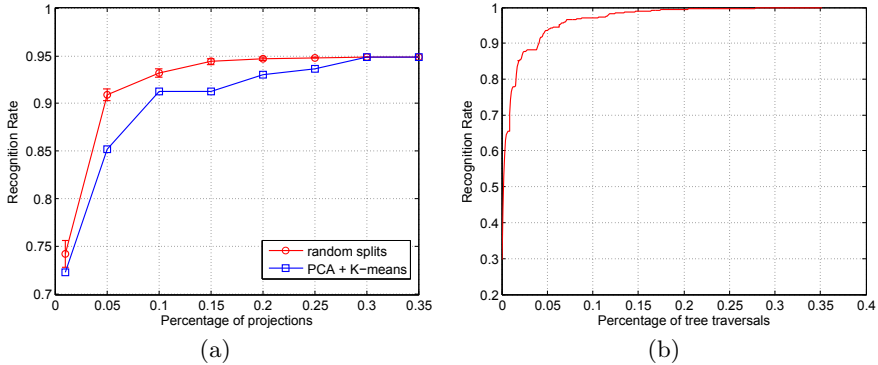 1
0.95
0.9
0.85
0.8
0.75
0.7
Recognition Rate
0 0.05 0.1 0.15 0.2 0.25 0.3 0.35
Percentage of projections
random splits
PCA + K−means
(a)
1
0.9
0.8
0.7
0.6
0.5
0.4
0.3
0.2
Recognition Rate
0 0.05 0.1 0.15 0.2 0.25 0.3 0.35 0.4
Percentage of tree traversals
(b)